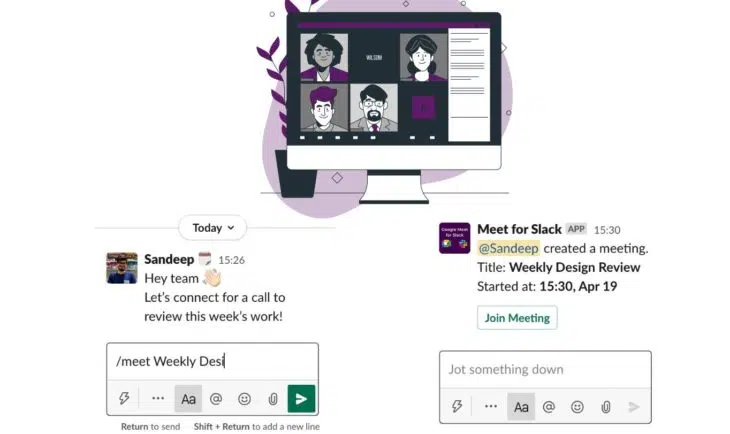 WILSON
Today
Sandeep 15:26
Hey team 👋🏻
Let's connect for a call to
review this week's work!
/meet Weekly Desi
Aa
Return to send Shift + Return to add a new line
Google Meet
for Slack
Meet for Slack APP 15:30
@Sandeep created a meeting.
Title: Weekly Design Review
Started at: 15:30, Apr 19
Join Meeting
Jot something down
Aa